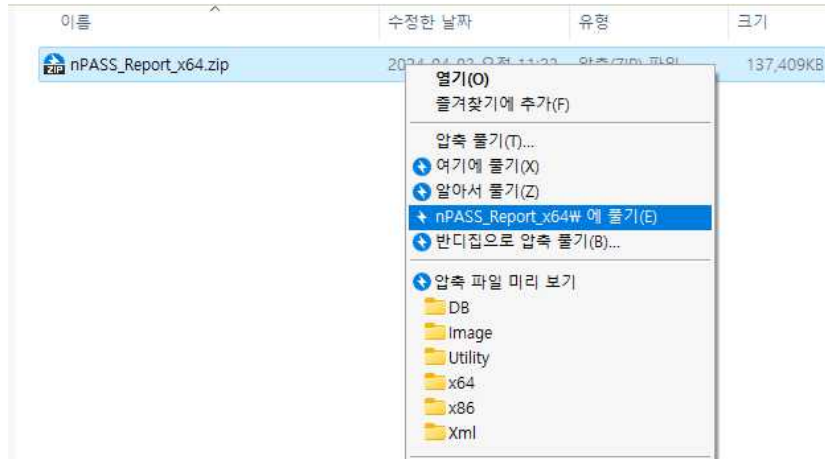 이름 수정한 날짜 유형 크기
nPASS_Report_x64.zip 137,409KB
열기(O)
즐겨찾기에 추가(F)
압축 풀기(T)...
여기에 풀기(X)
알아서 풀기(Z)
nPASS_Report_x64₩ 에 풀기(E)
반디집으로 압축 풀기(B)...
압축 파일 미리 보기
DB
Image
Utility
x64
x86
Xml